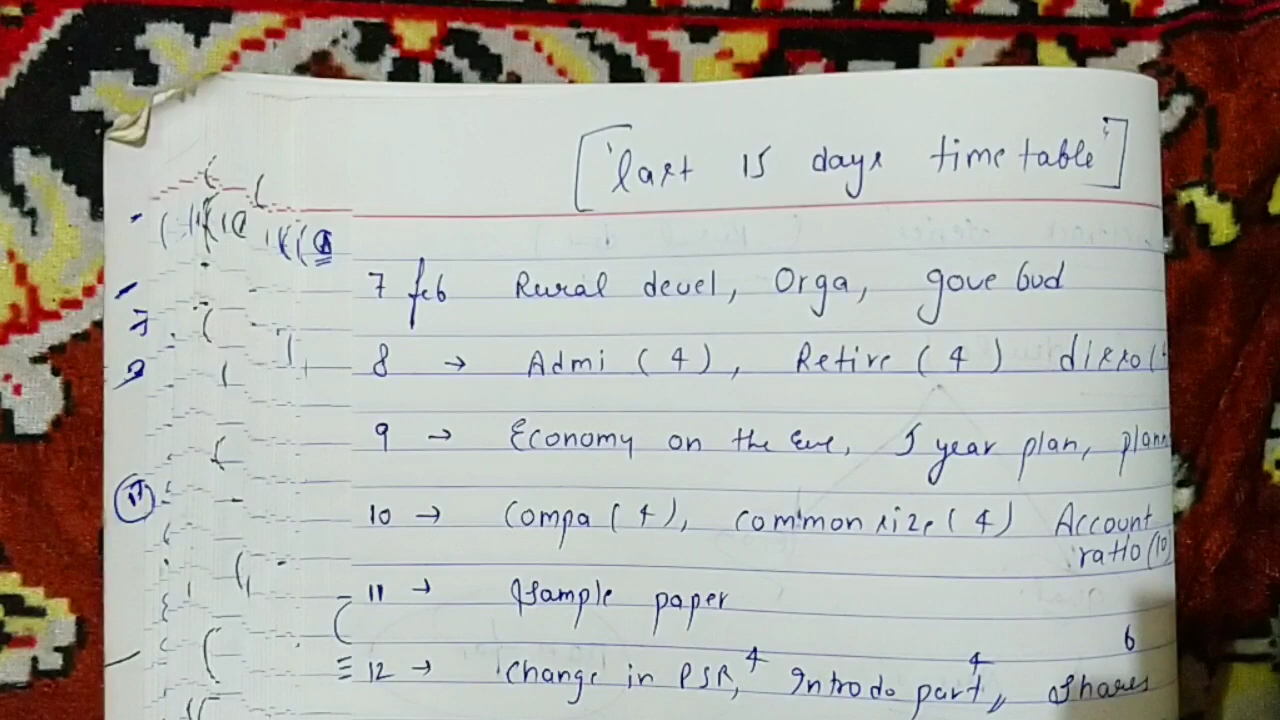 ['last 15 days time table']
7 feb Rural devel, Orga, gove bud
8 → Admi (4), Retire (4) disso(
9 → Economy on the Eve, 5 year plan, plann
10 → Compa (4), common size (4) Account
ratio (10)
11 → Sample paper
12 → Change in PSR, 4 Introdo part, 4 Shares 6